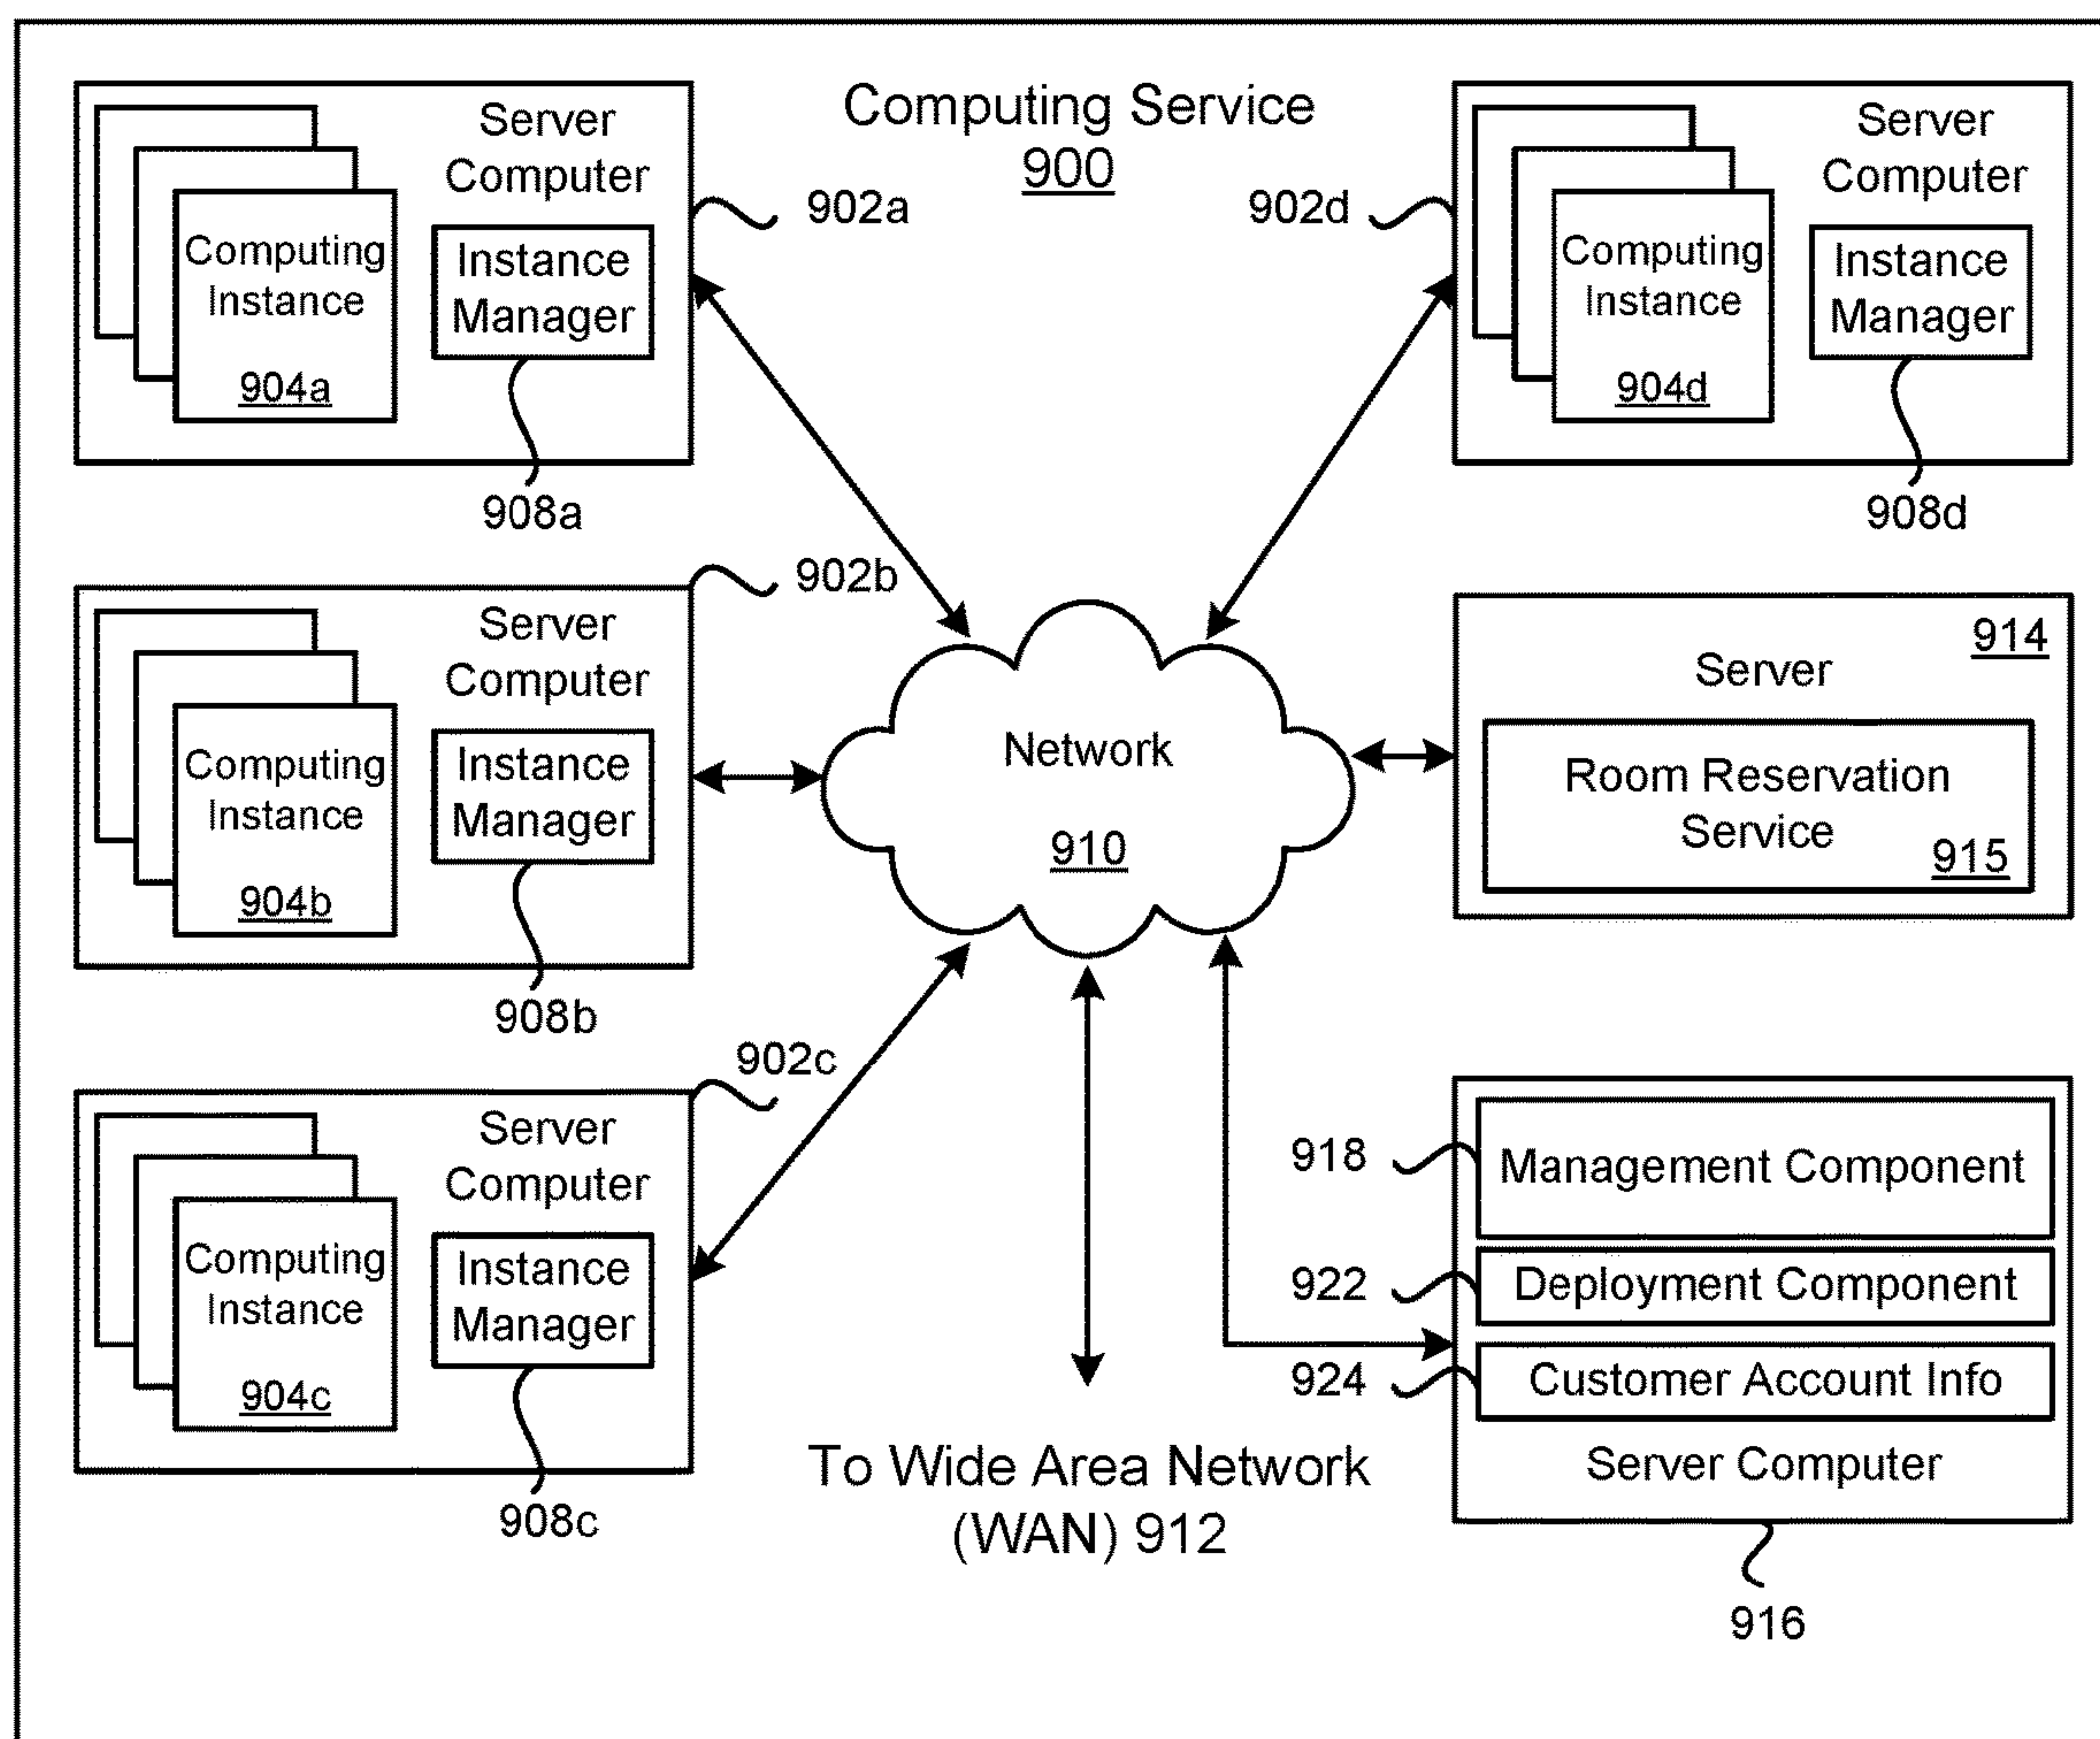 Computing Service
900
Server
Computer
902a
Computing
Instance
904a
Instance
Manager
908a
902d
Server
Computer
Computing
Instance
904d
Instance
Manager
908d
902b
Server
Computer
Computing
Instance
904b
Instance
Manager
908b
Network
910
914
Server
Room Reservation
Service
915
902c
Server
Computer
Computing
Instance
904c
Instance
Manager
908c
To Wide Area Network
(WAN) 912
918
Management Component
922
Deployment Component
924
Customer Account Info
Server Computer
916